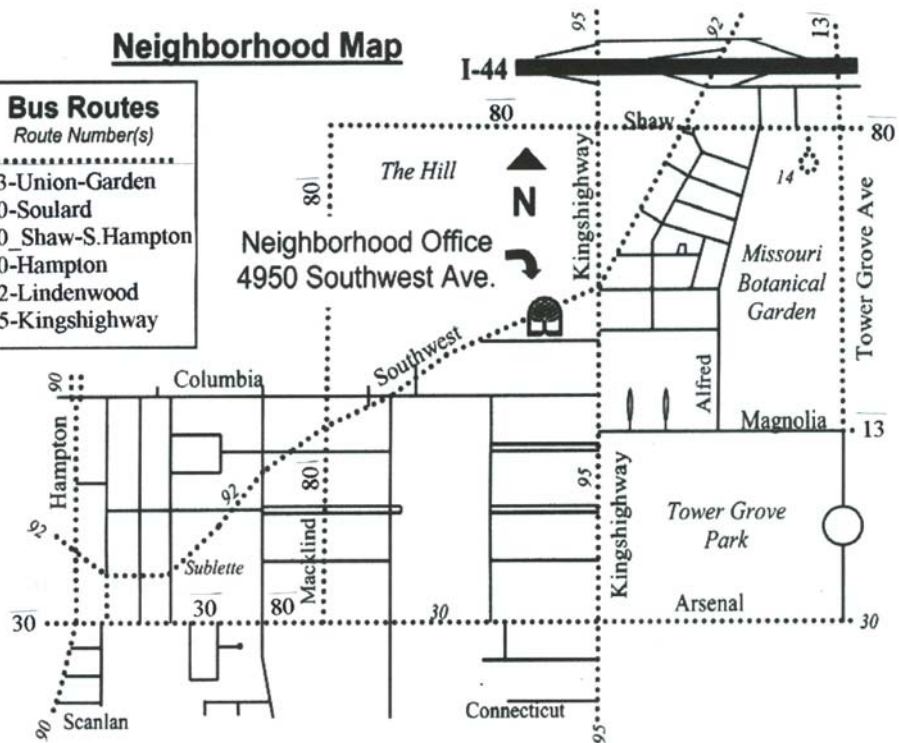 Neighborhood Map
Bus Routes
Route Number(s)
3-Union-Garden
0-Soulard
0_Shaw-S.Hampton
0-Hampton
2-Lindenwood
5-Kingshighway
95
92
13
I-44
80
Shaw
80
80
The Hill
N
Kingshighway
14
Neighborhood Office
4950 Southwest Ave.
Missouri
Botanical
Garden
Tower Grove Ave
Southwest
90
Columbia
Alfred
Magnolia
13
Hampton
92
80
95
92
Macklind
Kingshighway
Tower Grove
Park
Sublette
30
30
80
30
Arsenal
30
90
Scanlan
Connecticut
95